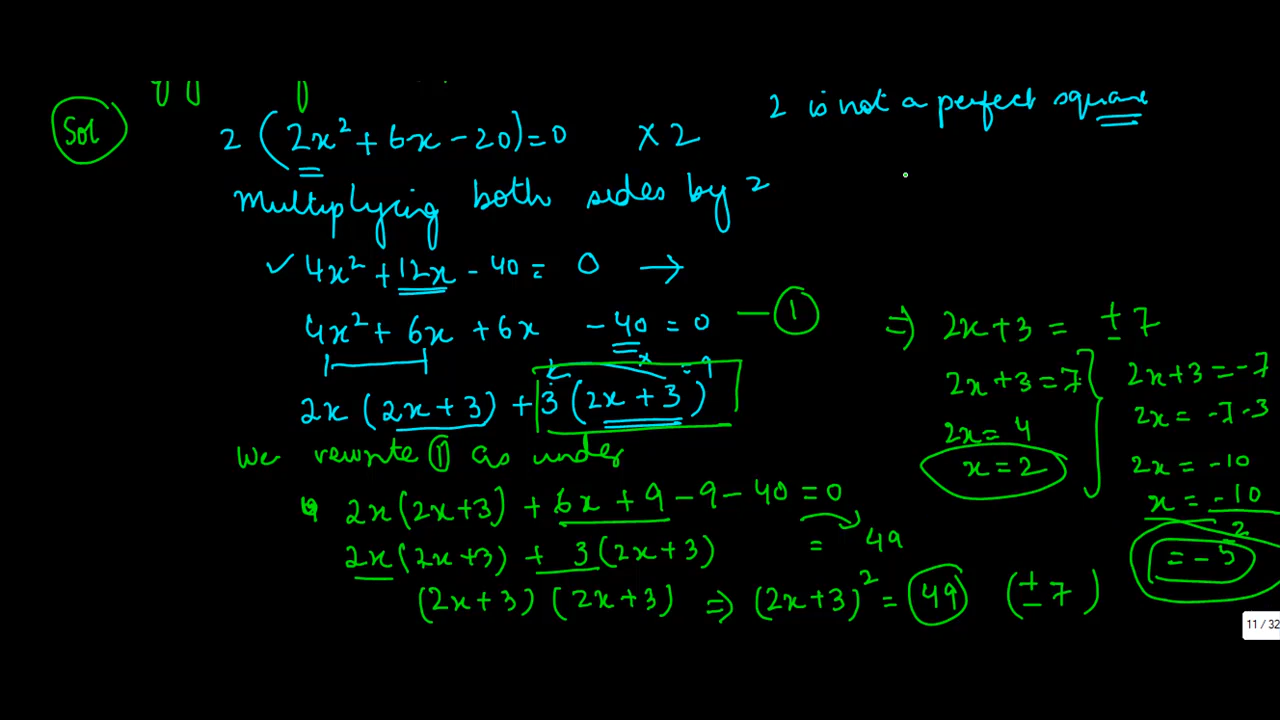 Sol
2 (2x² + 6x - 20) = 0 × 2
2 is not a perfect square
Multiplying both sides by 2
✓ 4x² + 12x - 40 = 0 →
4x² + 6x + 6x - 40 = 0 — ①
2x (2x + 3) + 3 (2x + 3)
We rewrite ① as under
2x (2x+3) + 6x + 9 - 9 - 40 = 0
2x (2x+3) + 3 (2x+3) = 49
(2x+3) (2x+3) ⇒ (2x+3)² = 49 (± 7)
⇒ 2x+3 = ± 7
2x+3 = 7
2x = 4
x = 2
2x+3 = -7
2x = -7-3
2x = -10
x = -10
2
= -5
11 / 32